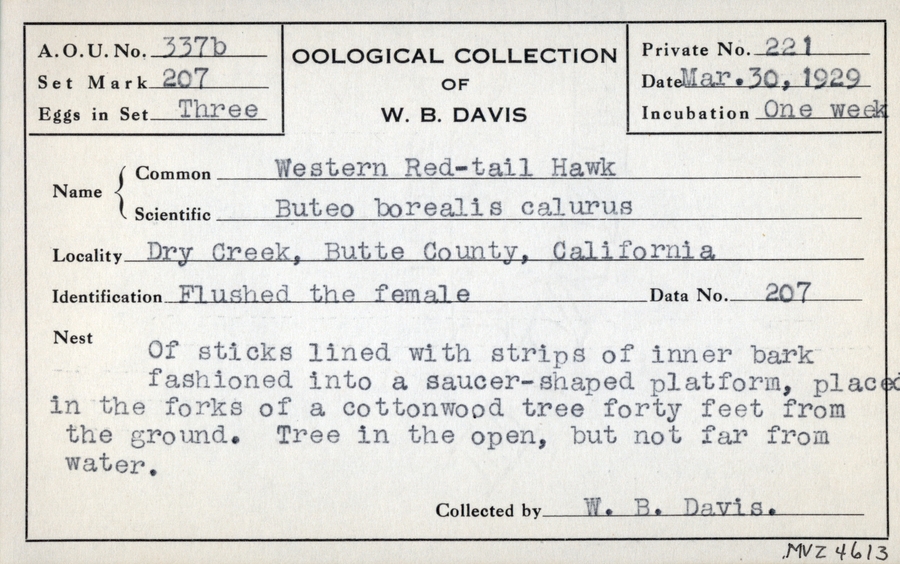 A.O.U. No. 337b
Set Mark 207
Eggs in Set Three
OOLOGICAL COLLECTION
OF
W. B. DAVIS
Private No. 221
Date Mar. 30, 1929
Incubation One week
Name
Common Western Red-tail Hawk
Scientific Buteo borealis calurus
Locality Dry Creek, Butte County, California
Identification Flushed the female Data No. 207
Nest
Of sticks lined with strips of inner bark
fashioned into a saucer-shaped platform, placed
in the forks of a cottonwood tree forty feet from
the ground. Tree in the open, but not far from
water.
Collected by W. B. Davis.
MVZ 4613